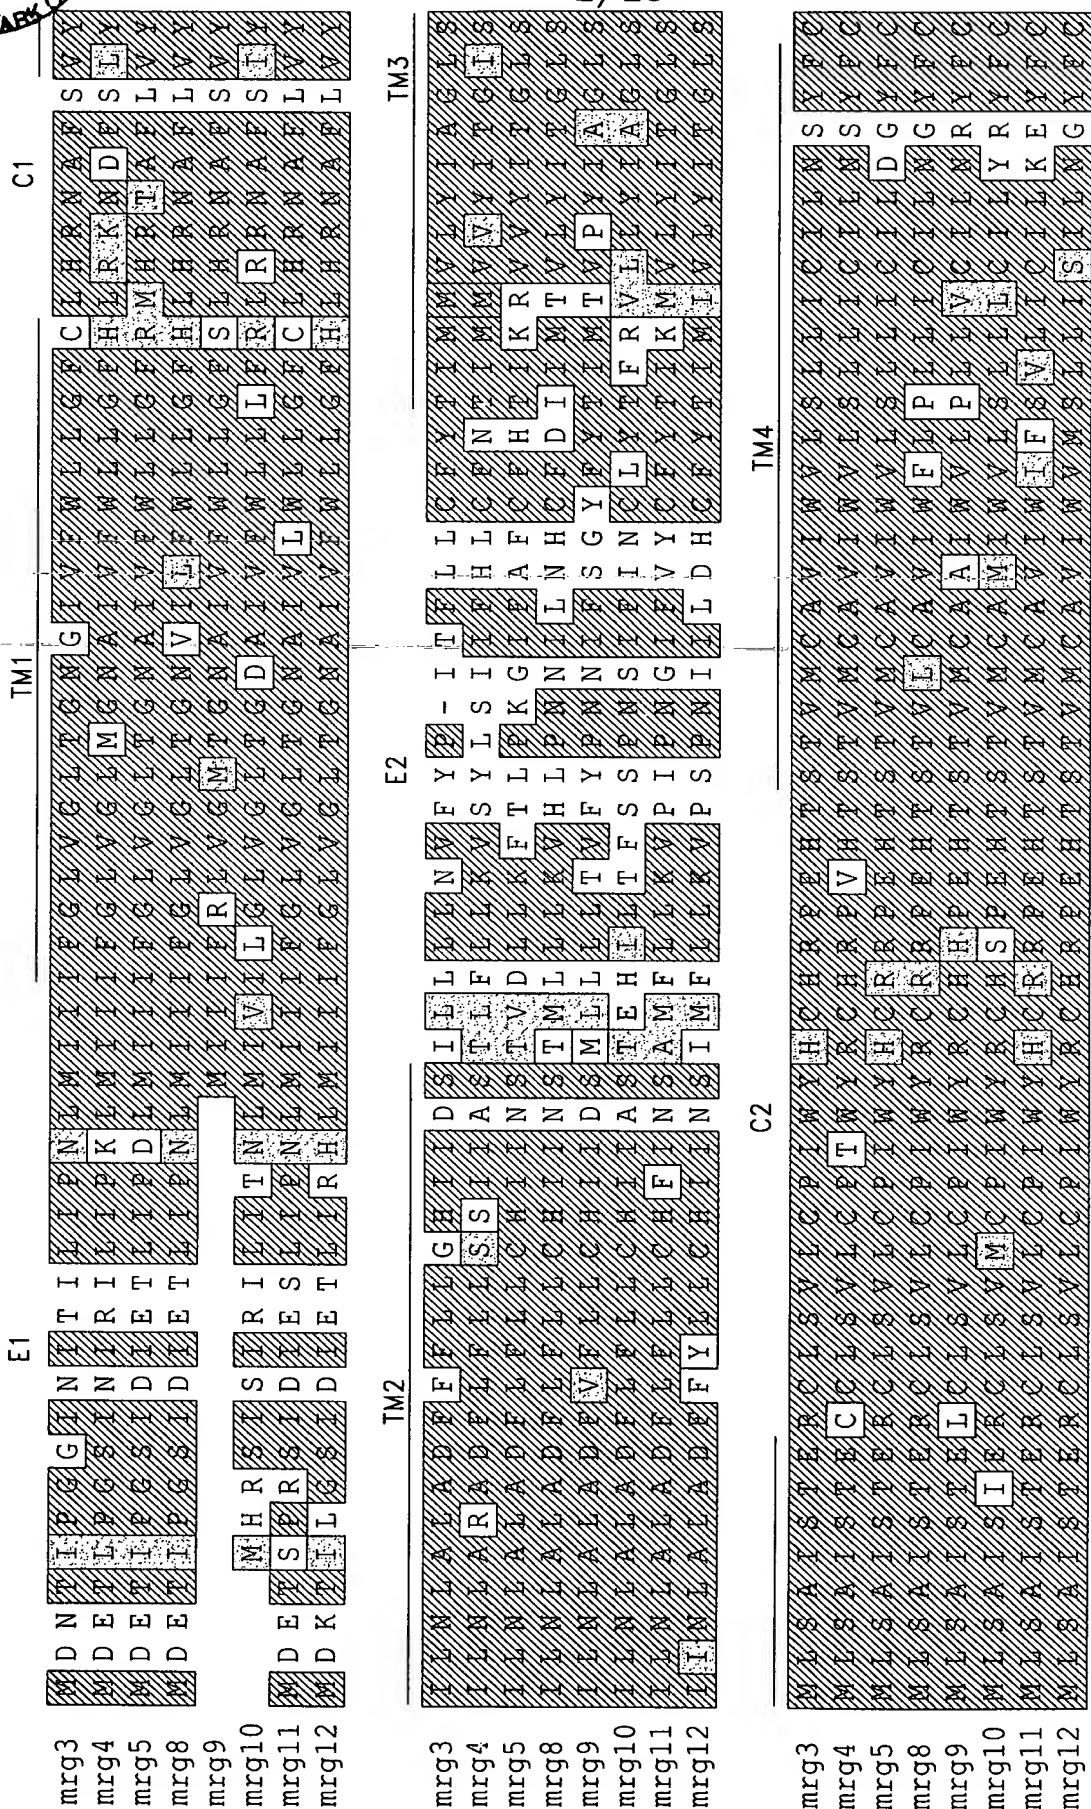 E1 TM1 C1
mrg3 M D N T I P G G I N I T I L I P N L M I I I F G L V G L T G N G I V F W L L G F C L H R N A F S V Y
mrg4 M D E T L P G S I N I R I L I P K L M I I I F G L V G L M G N A I V F W L L G F H L R K N D F S L Y
mrg5 M D E T I P G S I D I E T L I P D L M I I I F G L V G L T G N A I V F W L L G F R M H R T A F L V Y
mrg8 M D E T I P G S I D I E T L I P N L M I I I F G L V G L T G N V I L F W L L G F H L H R N A F L V Y
mrg9 M I I I F R L V G M T G N A I V F W L L G F S L H R N A F S V Y
mrg10 M H R S I S I R I L I T N L M I V I L G L V G L T G D A I V F W L L L F R L R R N A F S I Y
mrg11 M D E T S P R S I D I E S L I P N L M I I I F G L V G L T G N A I V L W L L G F C L H R N A F L V Y
mrg12 M D K T I L G S I D I E T L I R H L M I I I F G L V G L T G N A I V F W L L G F H L H R N A F L V Y
TM2 E2 TM3
mrg3 I L N L A L A D F F F L L G H I I D S I L L L L N V F Y P - I T F L L C F Y T I M M V L Y I A G L S
mrg4 I L N L A R A D F L F L L S S I I A S T L F L L K V S Y L S I I F H L C F N T I M M V V Y I T G I S
mrg5 I L N L A L A D F L F L L C H I I N S T V D L L K F T L P K G I F A F C F H T I K R V L Y I T G L S
mrg8 I L N L A L A D F L F L L C H I I N S T M L L L K V H L P N N I L N H C F D I I M T V L Y I T G L S
mrg9 I L N L A L A D F V F L L C H I I D S M L L L L T W F Y P N N I F S G Y F Y T I M T V P Y I A G L S
mrg10 I L N L A L A D F L F L L C H I I A S T E H I L T F S S P N S I F I N C L Y T F R V L L Y I A G L S
mrg11 I L N L A L A D F L F L L C H F I N S A M F L L K V P I P N G I F V Y C F Y T I K M V L Y I T G L S
mrg12 I I N L A L A D F F Y L L C H I I N S I M F L L K V P S P N I I L D H C F Y T I M I V L Y I T G L S
C2 TM4
mrg3 M L S A I S T E R C L S V L C P I W Y H C H R P E H T S T V M C A V I W V L S L L I C I L N S Y F C
mrg4 M L S A I S T E C C L S V L C P T W Y R C H R P V H T S T V M C A V I W V L S L L I C I L N S Y F C
mrg5 M L S A I S T E R C L S V L C P I W Y H C R R P E H T S T V M C A V I W V L S L L I C I L D G Y F C
mrg8 M L S A I S T E R C L S V L C P I W Y R C R R P E H T S T V L C A V I W F L P L L I C I L N G Y F C
mrg9 M L S A I S T E L C L S V L C P I W Y R C H H P E H T S T V M C A A I W V L P L L V C I L N R Y F C
mrg10 M L S A I S I E R C L S V M C P I W Y R C H S P E H T S T V M C A M I W V L S L L L C I L Y R Y F C
mrg11 M L S A I S T E R C L S V L C P I W Y H C R R P E H T S T V M C A V I W I F S V L I C I L K E Y F C
mrg12 M L S A I S T E R C L S V L C P I W Y R C H R P E H T S T V M C A V I W V M S L L I S I L N G Y F C